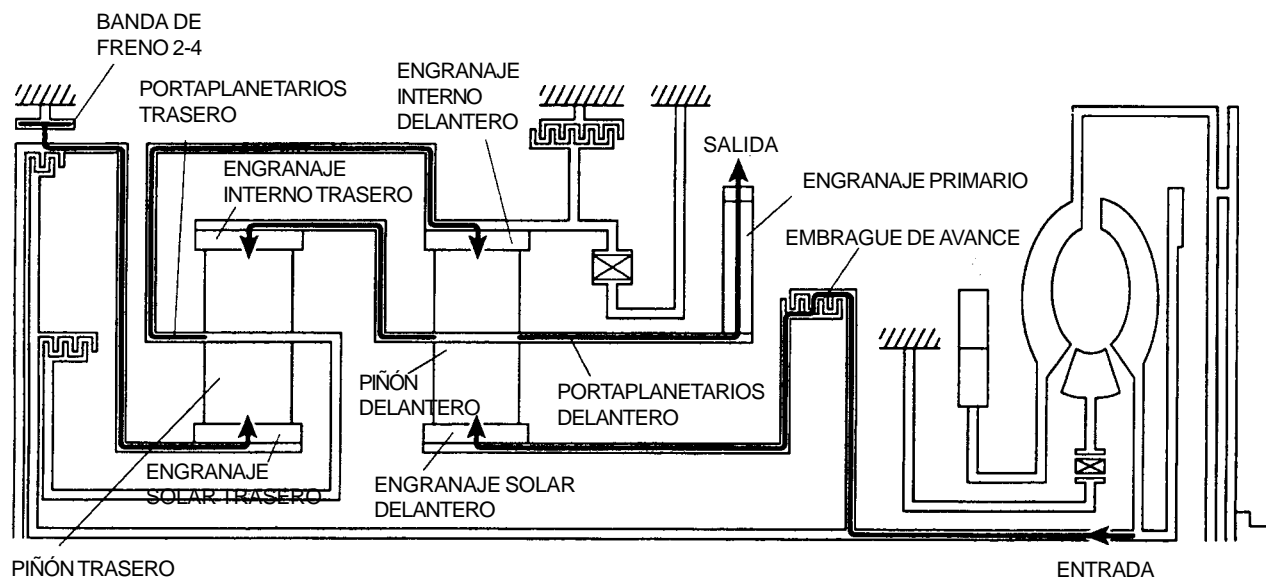 BANDA DE
FRENO 2-4
PORTAPLANETARIOS
TRASERO
ENGRANAJE
INTERNO
DELANTERO
ENGRANAJE
INTERNO TRASERO
SALIDA
ENGRANAJE PRIMARIO
EMBRAGUE DE AVANCE
PIÑÓN
DELANTERO
PORTAPLANETARIOS
DELANTERO
ENGRANAJE
SOLAR TRASERO
ENGRANAJE SOLAR
DELANTERO
PIÑÓN TRASERO
ENTRADA